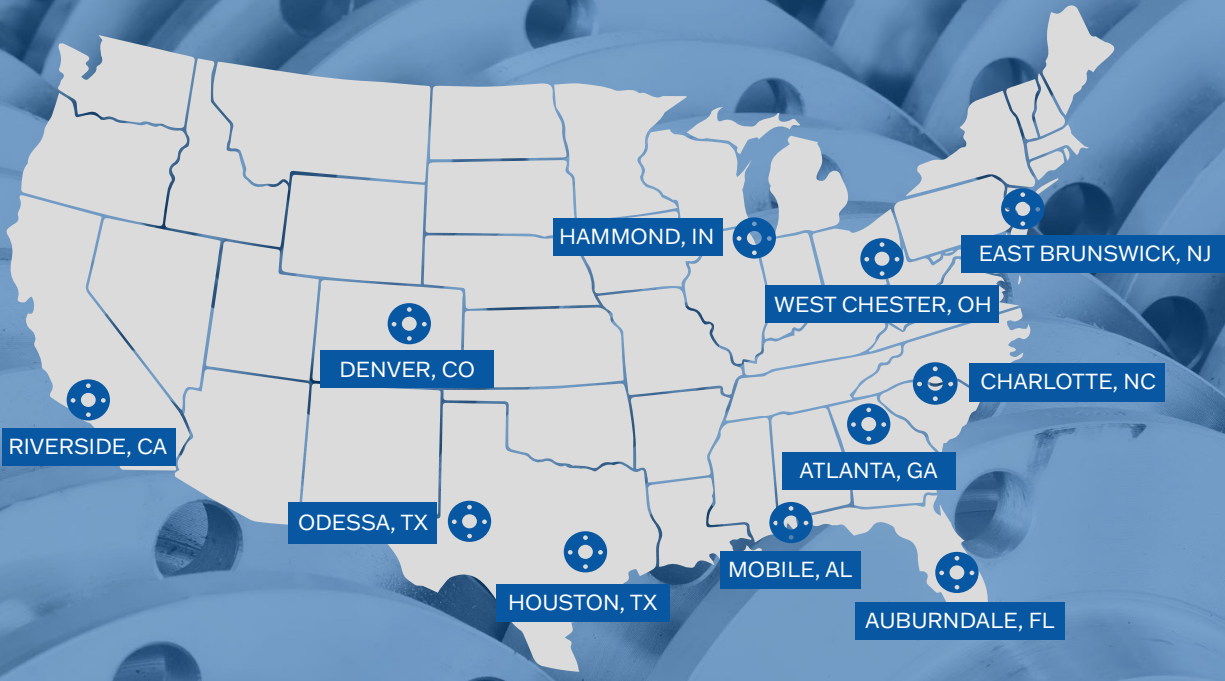 HAMMOND, IN
EAST BRUNSWICK, NJ
WEST CHESTER, OH
DENVER, CO
CHARLOTTE, NC
RIVERSIDE, CA
ATLANTA, GA
ODESSA, TX
MOBILE, AL
HOUSTON, TX
AUBURNDALE, FL